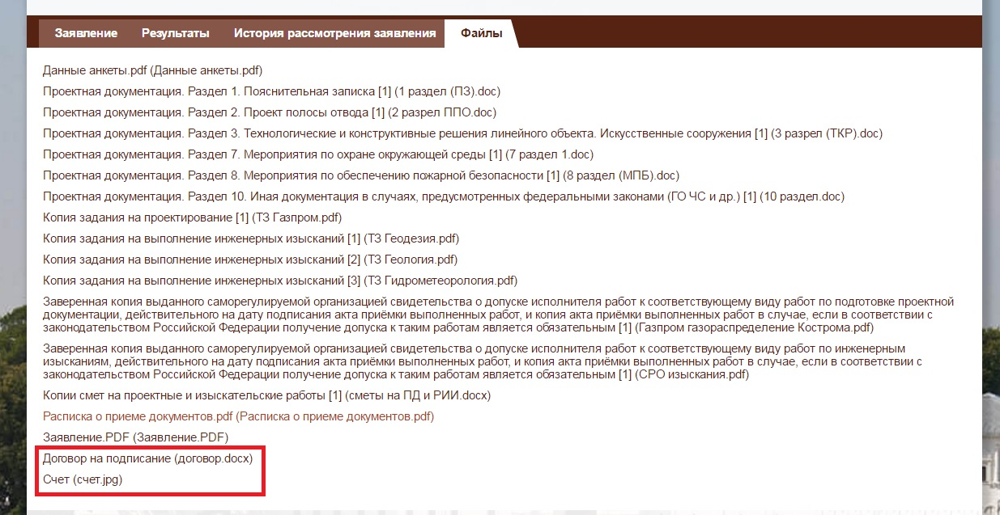 Заявление Результаты История рассмотрения заявления Файлы
Данные анкеты.pdf (Данные анкеты.pdf)
Проектная документация. Раздел 1. Пояснительная записка [1] (1 раздел (ПЗ).doc)
Проектная документация. Раздел 2. Проект полосы отвода [1] (2 разрел ППО.doc)
Проектная документация. Раздел 3. Технологические и конструктивные решения линейного объекта. Искусственные сооружения [1] (3 разрел (ТКР).doc)
Проектная документация. Раздел 7. Мероприятия по охране окружающей среды [1] (7 раздел 1.doc)
Проектная документация. Раздел 8. Мероприятия по обеспечению пожарной безопасности [1] (8 раздел (МПБ).doc)
Проектная документация. Раздел 10. Иная документация в случаях, предусмотренных федеральными законами (ГО ЧС и др.) [1] (10 раздел.doc)
Копия задания на проектирование [1] (ТЗ Газпром.pdf)
Копия задания на выполнение инженерных изысканий [1] (ТЗ Геодезия.pdf)
Копия задания на выполнение инженерных изысканий [2] (ТЗ Геология.pdf)
Копия задания на выполнение инженерных изысканий [3] (ТЗ Гидрометеорология.pdf)
Заверенная копия выданного саморегулируемой организацией свидетельства о допуске исполнителя работ к соответствующему виду работ по подготовке проектной
документации, действительного на дату подписания акта приёмки выполненных работ, и копия акта приёмки выполненных работ в случае, если в соответствии с
законодательством Российской Федерации получение допуска к таким работам является обязательным [1] (Газпром газораспределение Кострома.pdf)
Заверенная копия выданного саморегулируемой организацией свидетельства о допуске исполнителя работ к соответствующему виду работ по инженерным
изысканиям, действительного на дату подписания акта приёмки выполненных работ, и копия акта приёмки выполненных работ в случае, если в соответствии с
законодательством Российской Федерации получение допуска к таким работам является обязательным [1] (СРО изыскания.pdf)
Копии смет на проектные и изыскательские работы [1] (сметы на ПД и РИИ.docx)
Расписка о приеме документов.pdf (Расписка о приеме документов.pdf)
Заявление.PDF (Заявление.PDF)
Договор на подписание (договор.docx)
Счет (счет.jpg)